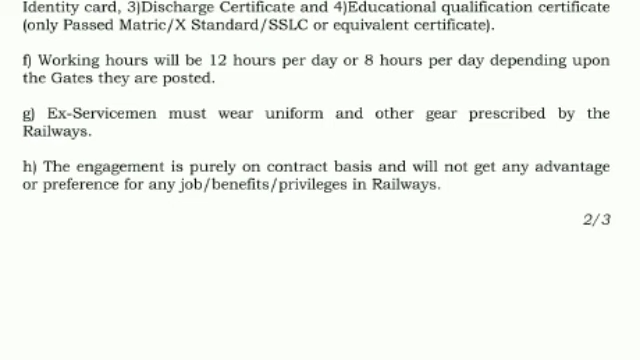 Identity card, 3)Discharge Certificate and 4)Educational qualification certificate
(only Passed Matric/X Standard/SSLC or equivalent certificate).
f) Working hours will be 12 hours per day or 8 hours per day depending upon
the Gates they are posted.
g) Ex-Servicemen must wear uniform and other gear prescribed by the
Railways.
h) The engagement is purely on contract basis and will not get any advantage
or preference for any job/benefits/privileges in Railways.
2/3